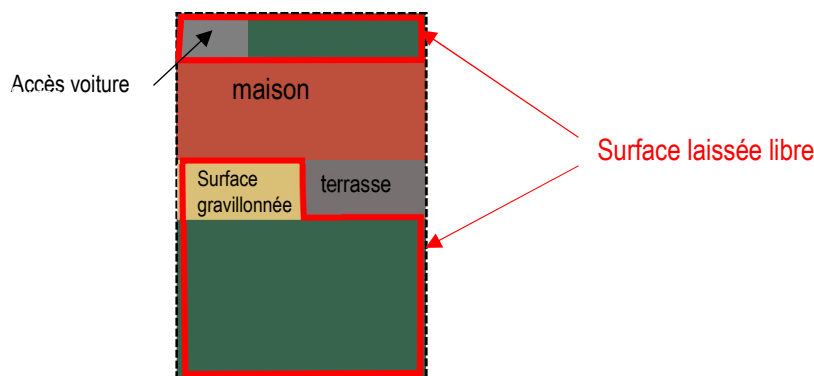 Accès voiture
maison
Surface laissée libre
Surface
gravillonnée
terrasse